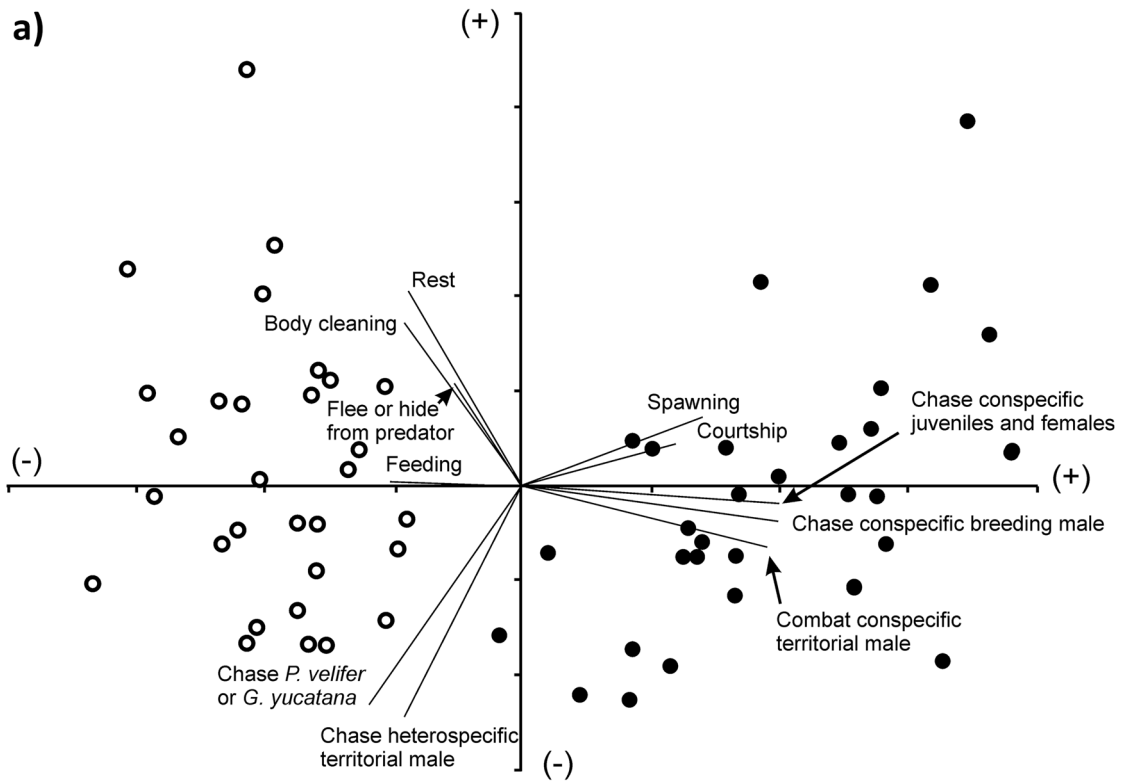 a)
(+)
Rest
Body cleaning
Flee or hide
from predator
Feeding
(-)
Spawning
Courtship
Chase conspecific
juveniles and females
(+)
Chase conspecific breeding male
Combat conspecific
territorial male
Chase P. velifer
or G. yucatana
Chase heterospecific
territorial male
(-)